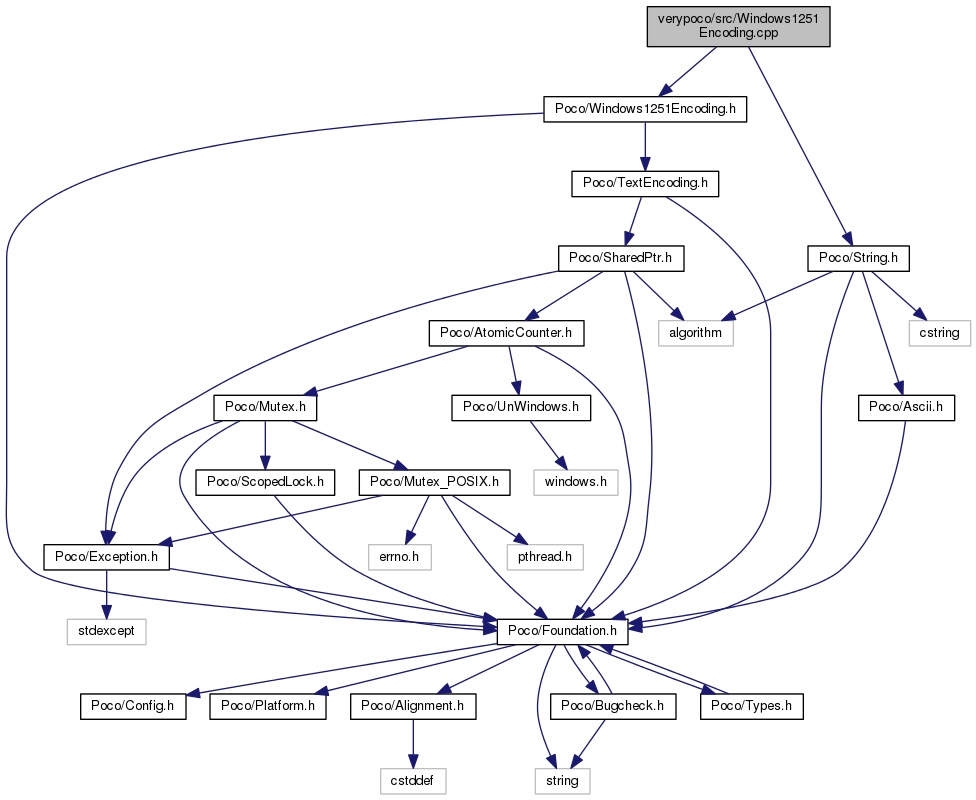 verypoco/src/Windows1251
Encoding.cpp
Poco/Windows1251Encoding.h
Poco/TextEncoding.h
Poco/SharedPtr.h
Poco/String.h
Poco/AtomicCounter.h
algorithm
cstring
Poco/Mutex.h
Poco/UnWindows.h
Poco/Ascii.h
Poco/ScopedLock.h
Poco/Mutex_POSIX.h
windows.h
Poco/Exception.h
errno.h
pthread.h
stdexcept
Poco/Foundation.h
Poco/Config.h
Poco/Platform.h
Poco/Alignment.h
Poco/Bugcheck.h
Poco/Types.h
cstddef
string